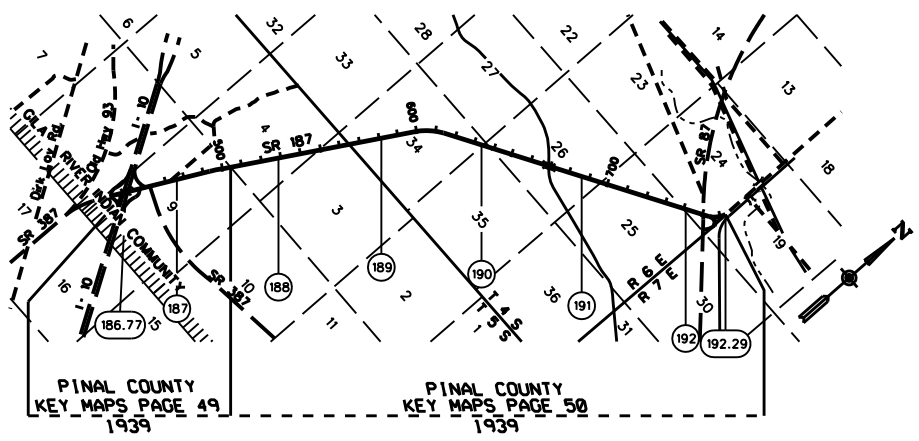 6
32
28
22
14
7
5
33
27
23
13
GILA RIVER INDIAN COMMUNITY
Dirk Lay Rd.
Old Hwy 93
I - 10
500
4
SR 187
600
34
26
700
SR 87
24
18
17
SR 387
9
3
35
25
19
N
16
I - 10
SR 387
10
2
36
R 6 E
R 7 E
30
15
11
1
T 4 S
T 5 S
31
186.77
187
188
189
190
191
192
192.29
PINAL COUNTY
KEY MAPS PAGE 49
1939
PINAL COUNTY
KEY MAPS PAGE 50
1939